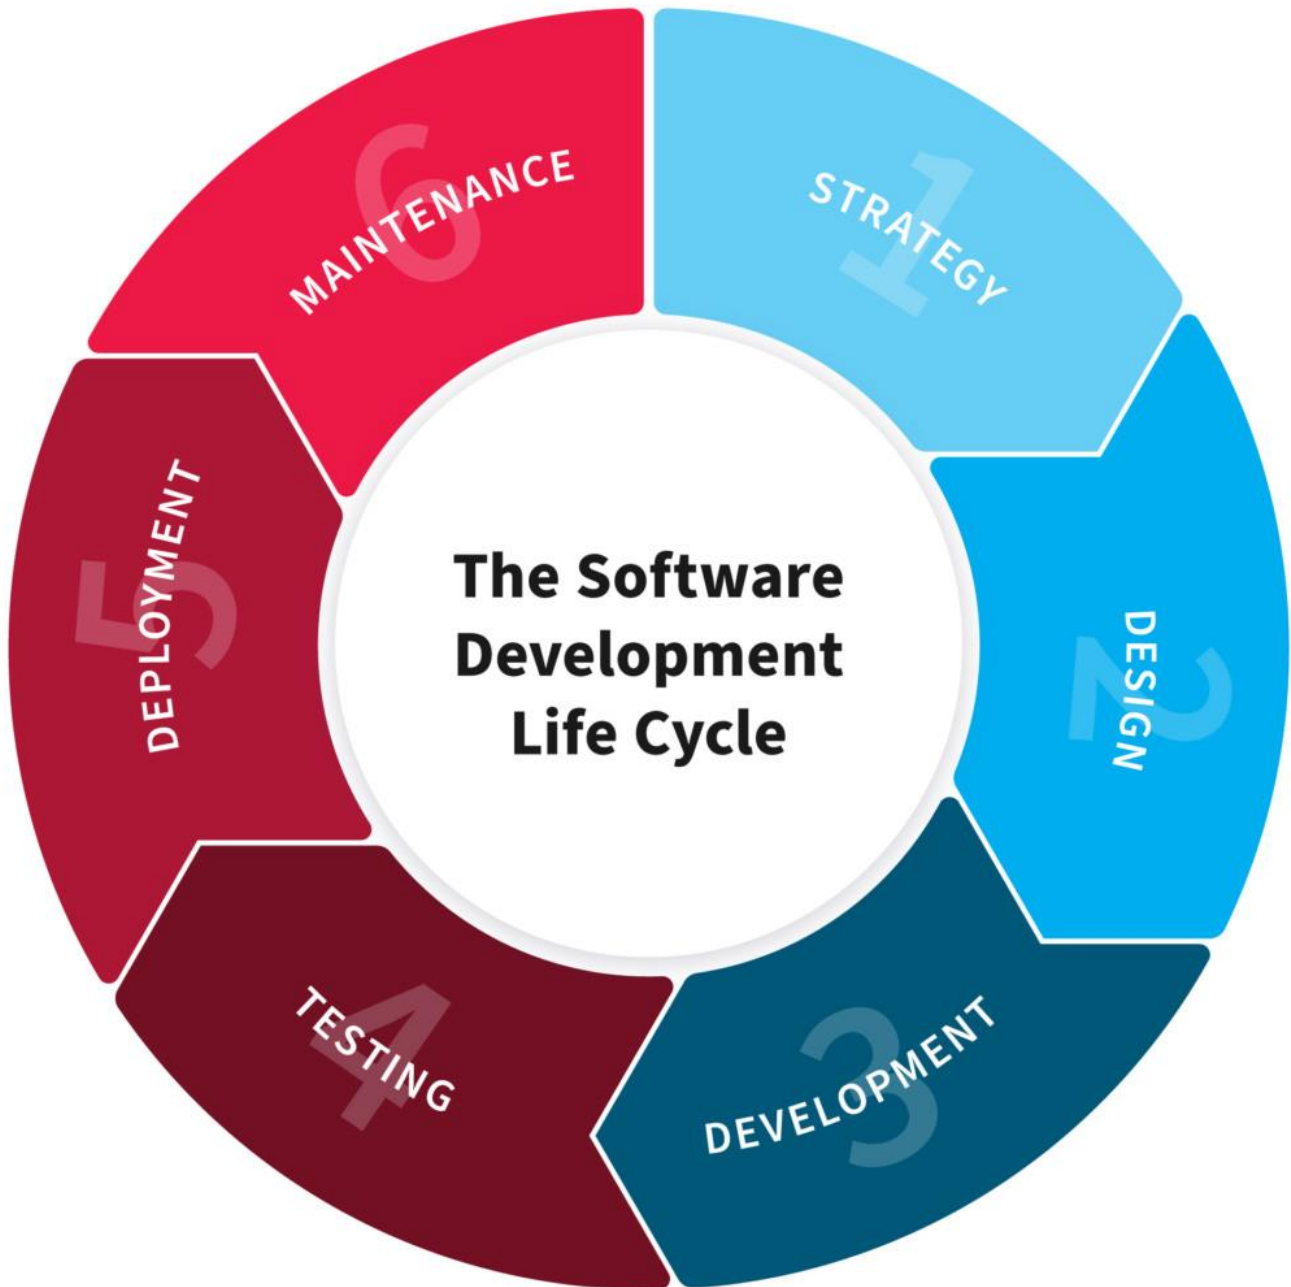 The Software
Development
Life Cycle
1
STRATEGY
2
DESIGN
3
DEVELOPMENT
4
TESTING
5
DEPLOYMENT
6
MAINTENANCE